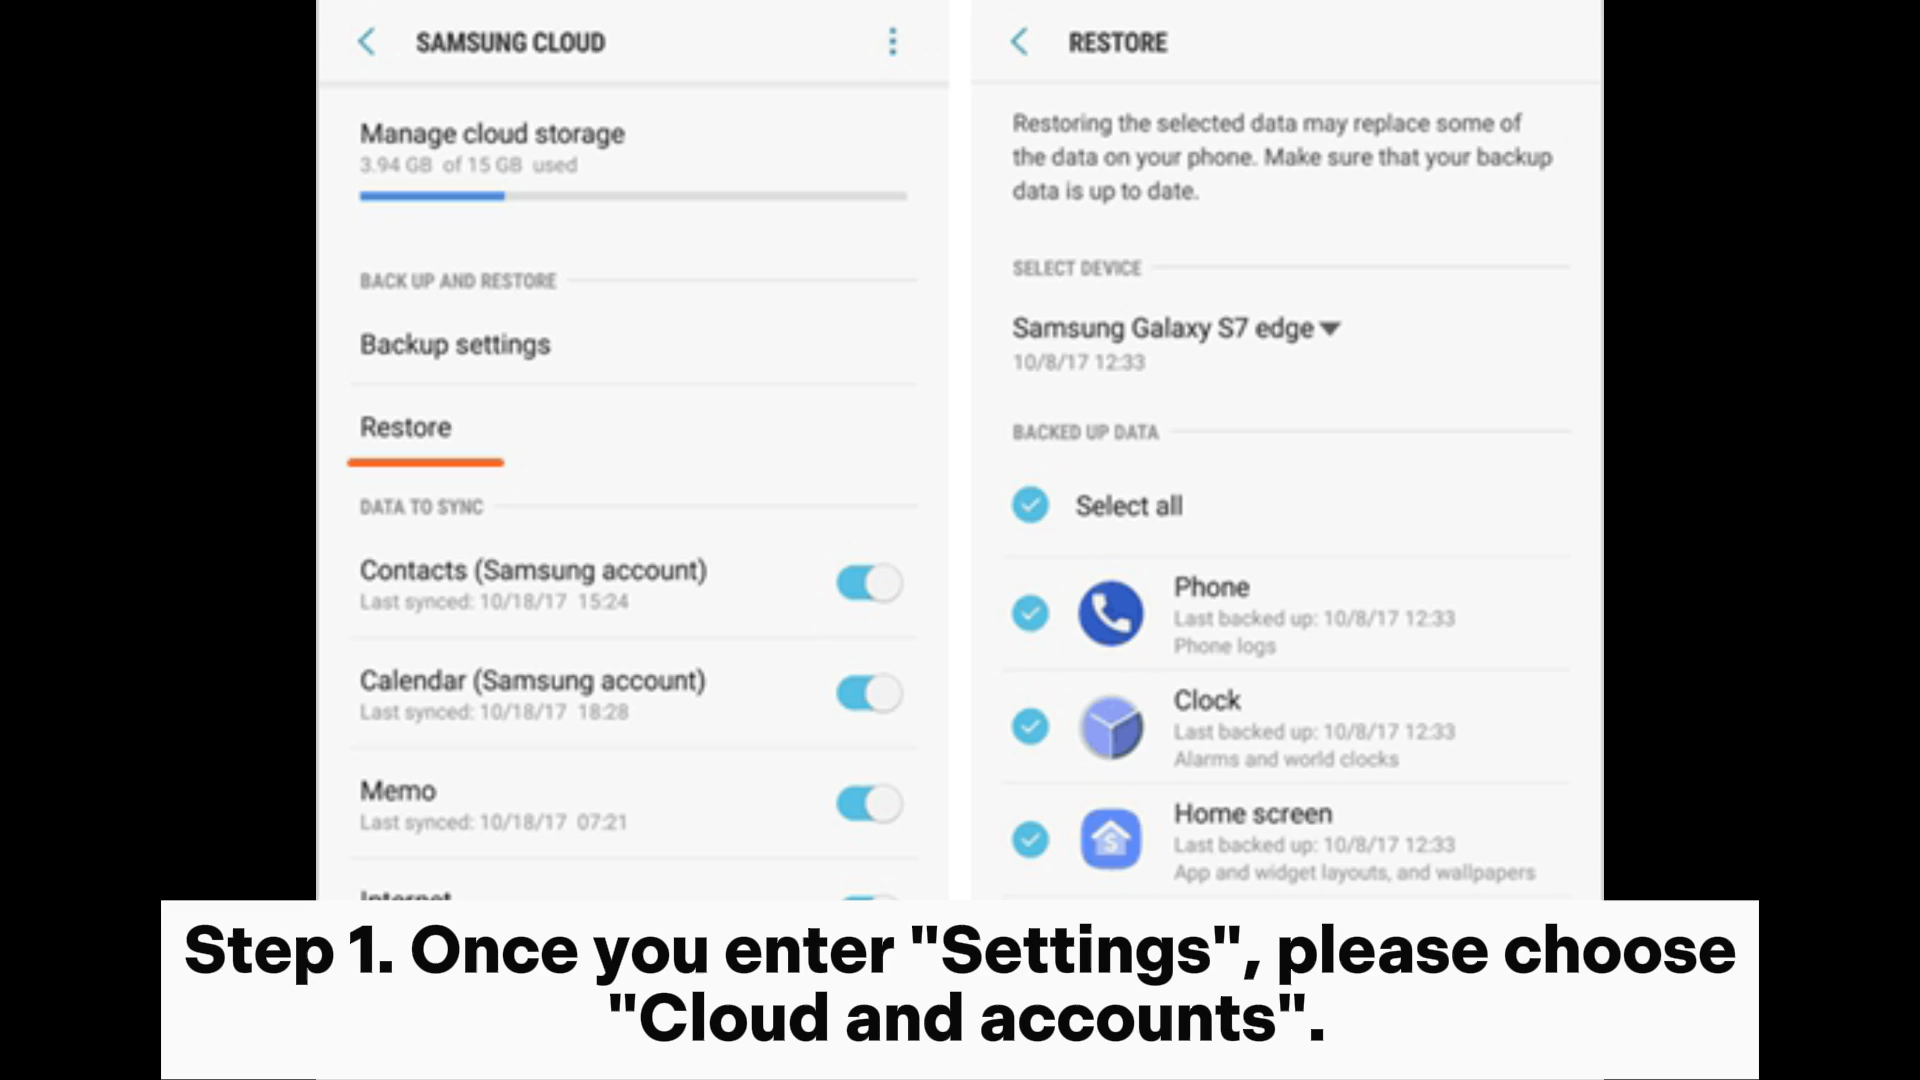 SAMSUNG CLOUD
Manage cloud storage
3.94 GB of 15 GB used
BACK UP AND RESTORE
Backup settings
Restore
DATA TO SYNC
Contacts (Samsung account)
Last synced: 10/18/17 15:24
Calendar (Samsung account)
Last synced: 10/18/17 18:28
Memo
Last synced: 10/18/17 07:21
Internet
RESTORE
Restoring the selected data may replace some of
the data on your phone. Make sure that your backup
data is up to date.
SELECT DEVICE
Samsung Galaxy S7 edge
10/8/17 12:33
BACKED UP DATA
Select all
Phone
Last backed up: 10/8/17 12:33
Phone logs
Clock
Last backed up: 10/8/17 12:33
Alarms and world clocks
Home screen
Last backed up: 10/8/17 12:33
App and widget layouts, and wallpapers
Step 1. Once you enter "Settings", please choose
"Cloud and accounts".